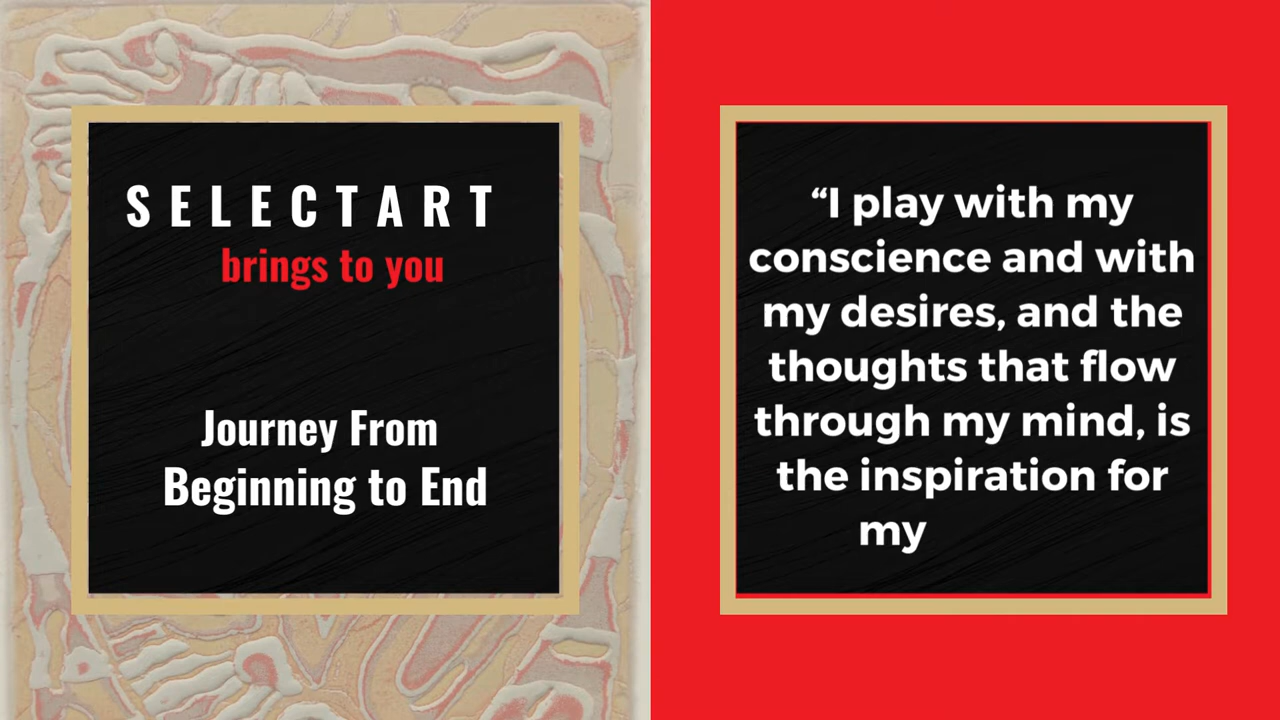 SELECTART
brings to you
Journey From
Beginning to End
“I play with my
conscience and with
my desires, and the
thoughts that flow
through my mind, is
the inspiration for
my